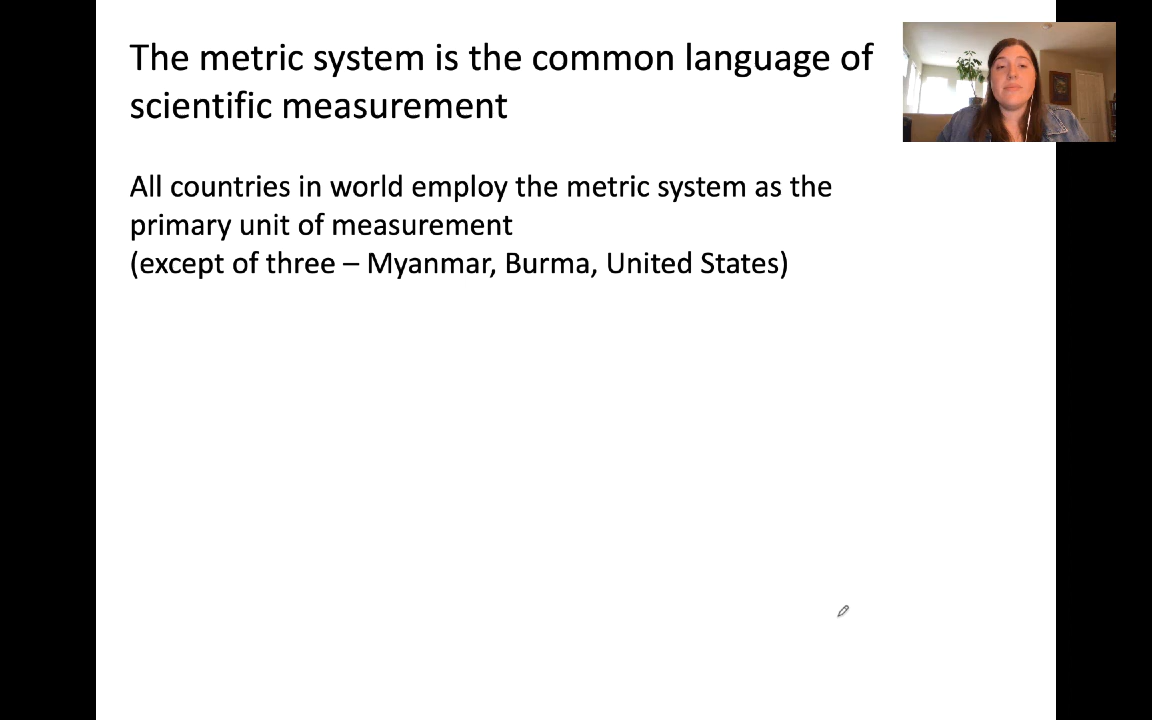 The metric system is the common language of
scientific measurement
All countries in world employ the metric system as the
primary unit of measurement
(except of three – Myanmar, Burma, United States)